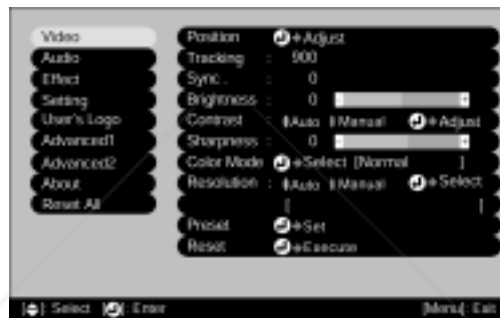 Video
Audio
Effect
Setting
User's Logo
Advanced1
Advanced2
About
Reset All
Position Adjust
Tracking : 900
Sync. : 0
Brightness : 0 - +
Contrast : Auto Manual Adjust
Sharpness : 0 - +
Color Mode Select [Normal ]
Resolution : Auto Manual Select
[ ]
Preset Set
Reset Execute
[ ]: Select [ ]: Enter [Menu]: Exit